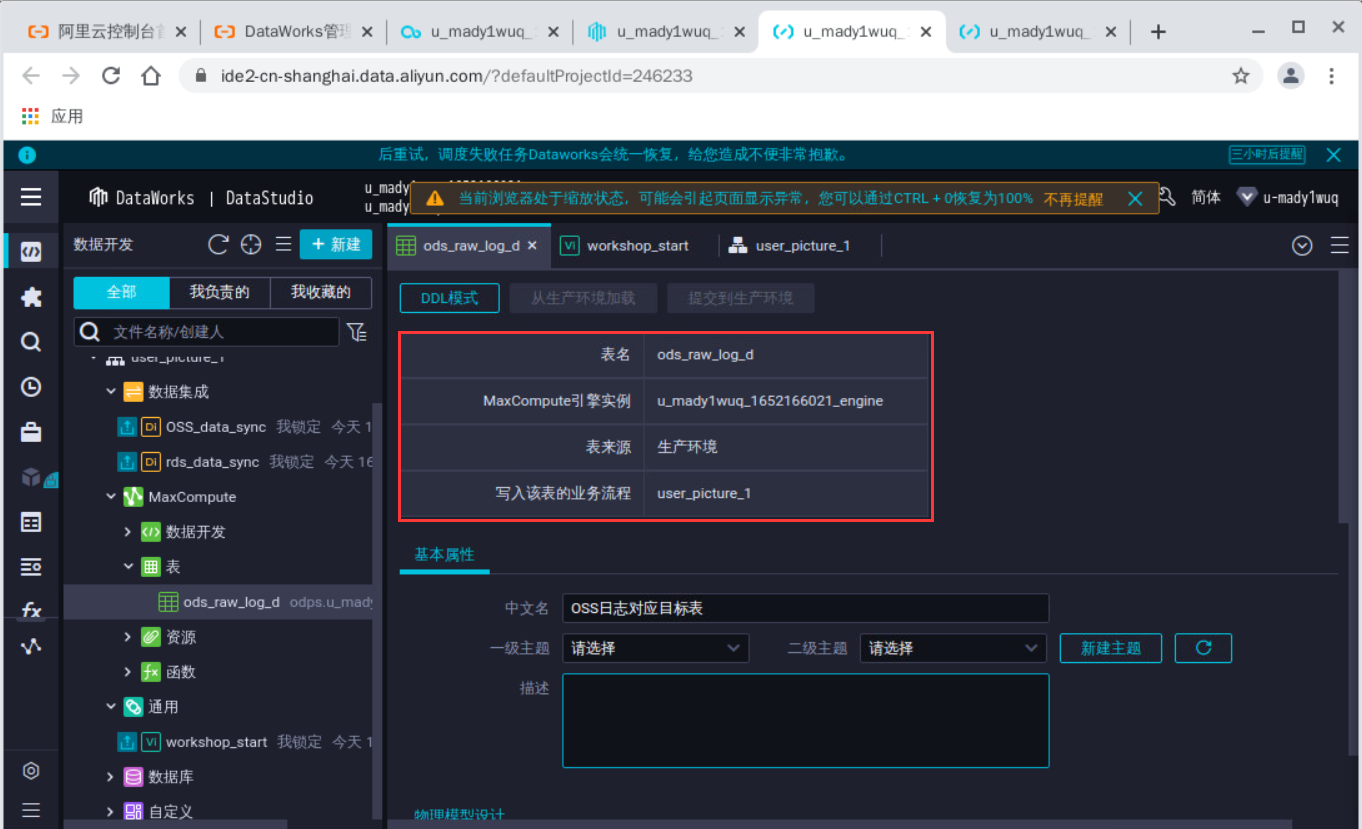 阿里云控制台首
DataWorks管理
u_mady1wuq_
u_mady1wuq_
u_mady1wuq_
u_mady1wuq_
ide2-cn-shanghai.data.aliyun.com/?defaultProjectId=246233
应用
后重试，调度失败任务Dataworks会统一恢复，给您造成不便非常抱歉。
三小时后提醒
DataWorks | DataStudio
u_mady
u_mady
当前浏览器处于缩放状态，可能会引起页面显示异常，您可以通过CTRL + 0恢复为100%
不再提醒
简体
u-mady1wuq
数据开发
+ 新建
全部
我负责的
我收藏的
文件名称/创建人
user_picture_1
数据集成
Di OSS_data_sync 我锁定 今天 1
Di rds_data_sync 我锁定 今天 16
MaxCompute
数据开发
表
ods_raw_log_d odps.u_mady
资源
fx 函数
通用
Vi workshop_start 我锁定 今天 1
数据库
自定义
fx
ods_raw_log_d
Vi workshop_start
user_picture_1
DDL模式
从生产环境加载
提交到生产环境
表名 ods_raw_log_d
MaxCompute引擎实例 u_mady1wuq_1652166021_engine
表来源 生产环境
写入该表的业务流程 user_picture_1
基本属性
中文名 OSS日志对应目标表
一级主题 请选择 二级主题 请选择 新建主题
描述
物理模型设计